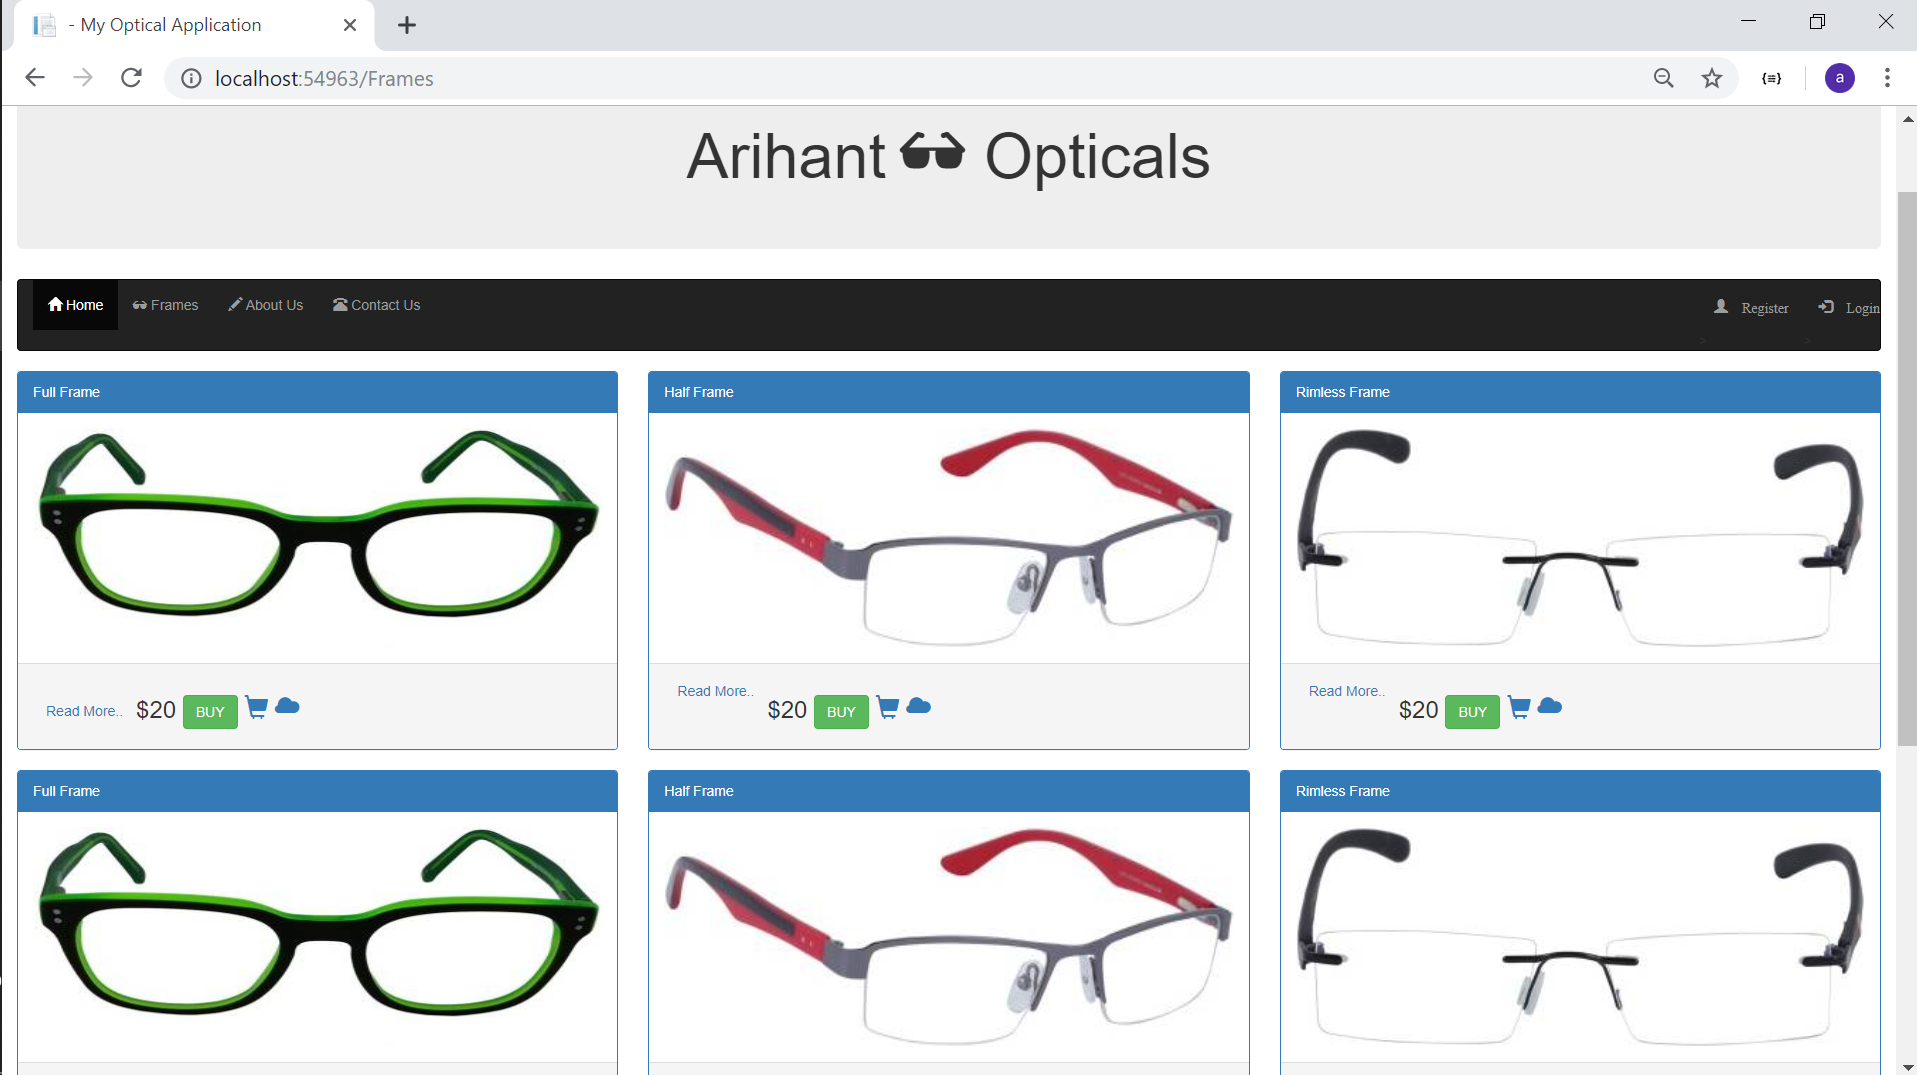 - My Optical Application
localhost:54963/Frames
a
Arihant Opticals
Home Frames About Us Contact Us Register Login
Full Frame Half Frame Rimless Frame
Read More.. $20 BUY Read More.. $20 BUY Read More.. $20 BUY
Full Frame Half Frame Rimless Frame